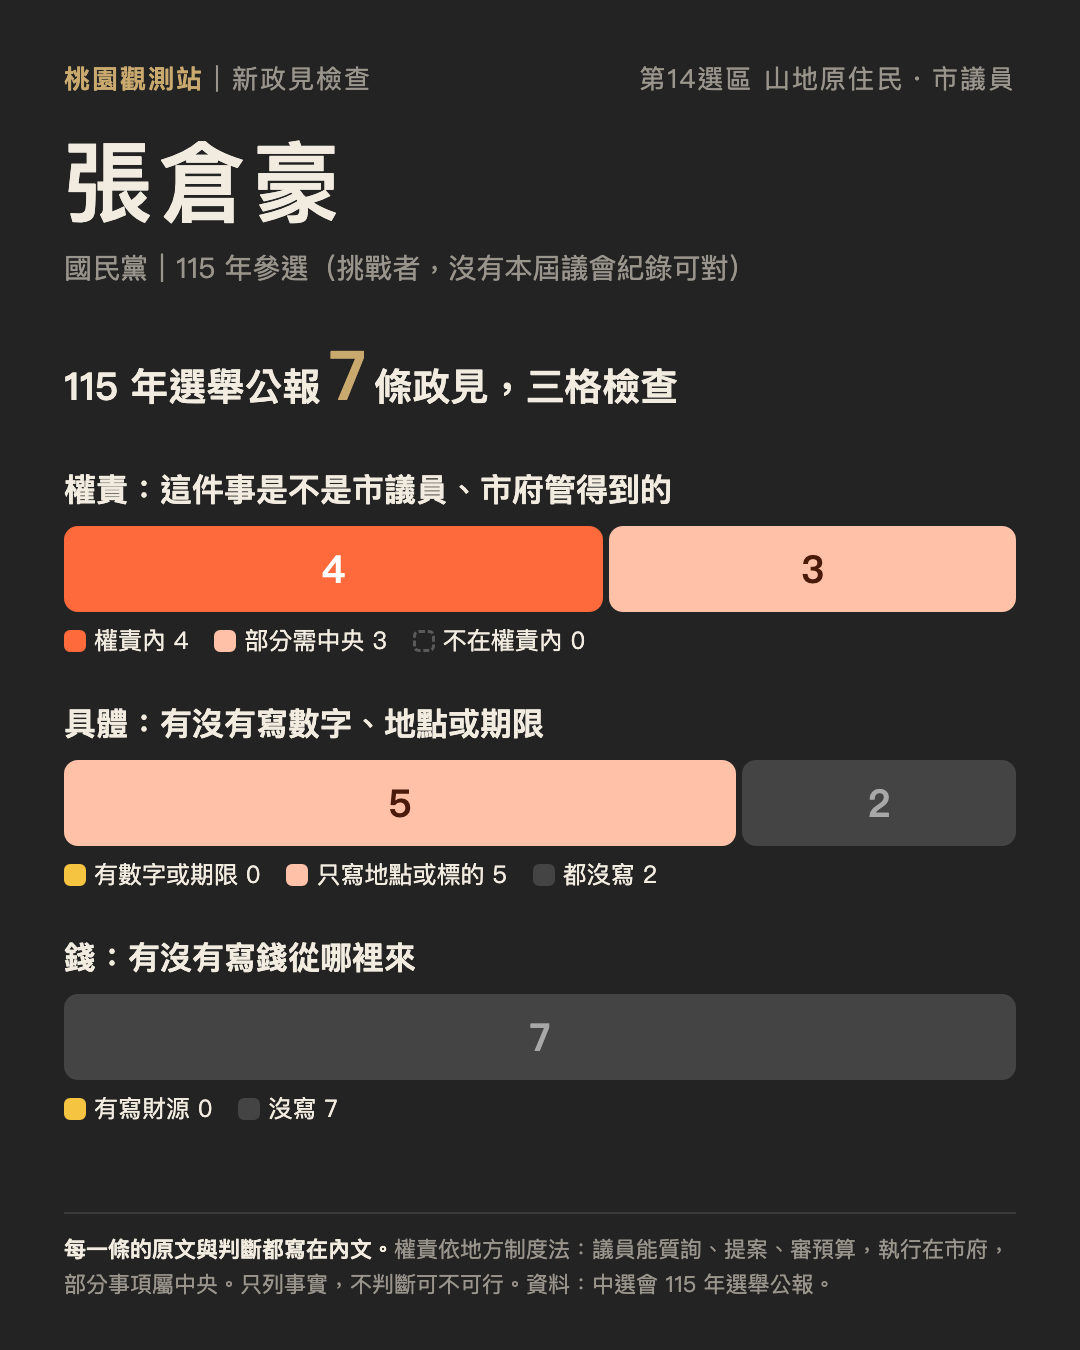 桃園觀測站｜新政見檢查
第14選區 山地原住民・市議員
張倉豪
國民黨｜115 年參選（挑戰者，沒有本屆議會紀錄可對）
115 年選舉公報 7 條政見，三格檢查
權責：這件事是不是市議員、市府管得到的
4
3
權責內 4
部分需中央 3
不在權責內 0
具體：有沒有寫數字、地點或期限
5
2
有數字或期限 0
只寫地點或標的 5
都沒寫 2
錢：有沒有寫錢從哪裡來
7
有寫財源 0
沒寫 7
每一條的原文與判斷都寫在內文。權責依地方制度法：議員能質詢、提案、審預算，執行在市府，
部分事項屬中央。只列事實，不判斷可不可行。資料：中選會 115 年選舉公報。